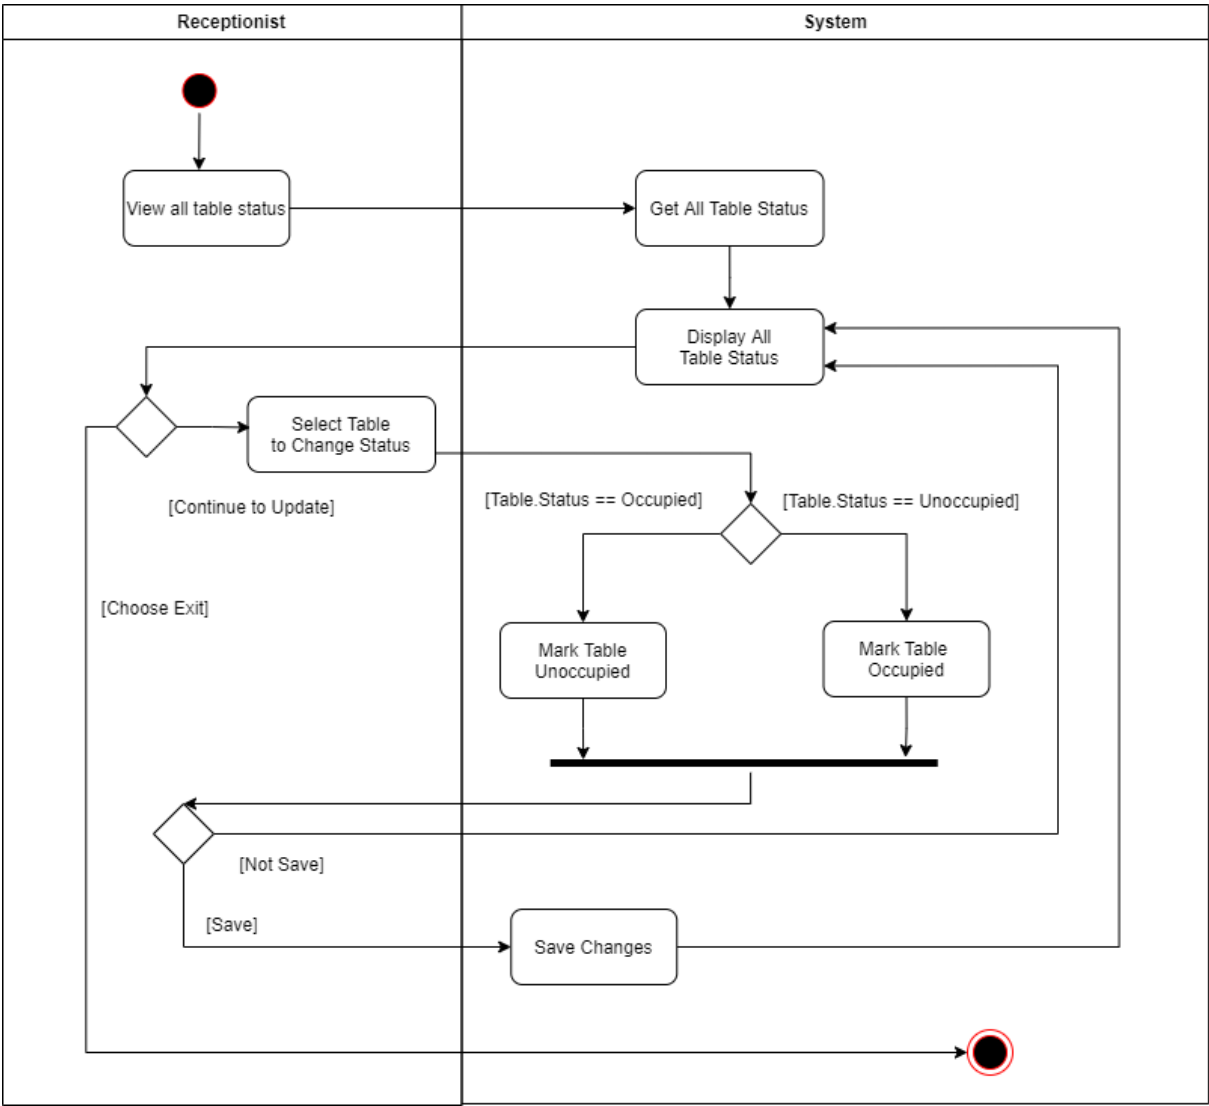 Receptionist
System
View all table status
Get All Table Status
Display All
Table Status
Select Table
to Change Status
[Continue to Update]
[Table.Status == Occupied]
[Table.Status == Unoccupied]
[Choose Exit]
Mark Table
Unoccupied
Mark Table
Occupied
[Not Save]
[Save]
Save Changes